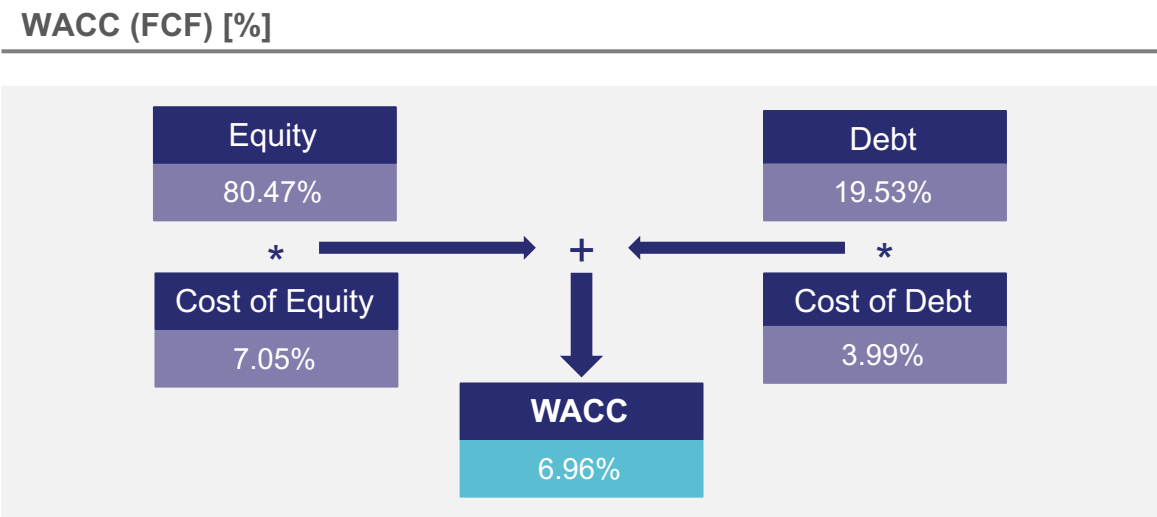 WACC (FCF) [%]
Equity
80.47%
Debt
19.53%
*
+
*
Cost of Equity
7.05%
Cost of Debt
3.99%
WACC
6.96%